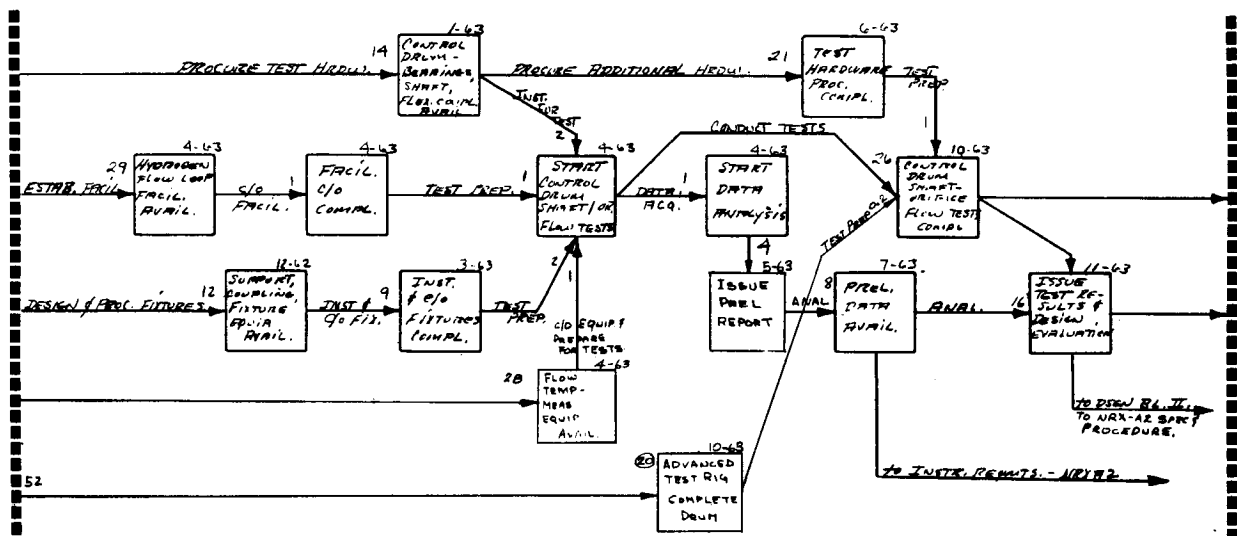 1-63
14
CONTROL
DRUM-
BEARINGS,
SHAFT,
FLEX. COUPL.
AVAIL
PROCURE TEST HRDW.
PROCURE ADDITIONAL HRDW.
6-63
21
TEST
HARDWARE
PROC.
COMPL.
TEST
PREP.
1
INST.
FOR
TEST
2
CONDUCT TESTS
4-63
29
HYDROGEN
FLOW LOOP
FACIL.
AVAIL.
ESTAB. FACIL.
C/O
FACIL.
4-63
1
FACIL.
C/O
COMPL.
TEST PREP.
4-63
1
START
CONTROL
DRUM
SHAFT/OR.
FLOW TESTS
DATA
ACQ.
4-63
1
START
DATA
ANALYSIS
10-63
26
CONTROL
DRUM
SHAFT-
ORIFICE
FLOW TESTS
COMPL
TEST PREP
2
12-62
12
SUPPORT,
COUPLING,
FIXTURE
EQUIP
AVAIL.
DESIGN & PROC. FIXTURES
INST &
C/O FIX.
3-63
9
INST.
& C/O
FIXTURES
COMPL.
TEST
PREP.
2
1
C/O EQUIP &
PREPARE
FOR TESTS
4
5-63
ISSUE
PREL
REPORT
ANAL
7-63
8
PREL.
DATA
AVAIL.
ANAL.
11-63
16
ISSUE
TEST RE-
SULTS &
DESIGN
EVALUATION
4-63
28
FLOW
TEMP-
MEAS
EQUIP
AVAIL.
TO DSGN BL. II.
TO NRX-A2 SPEC &
PROCEDURE.
10-63
20
ADVANCED
TEST RIG
COMPLETE
DRUM
52
TO INSTR. REQMTS. - NRX A2